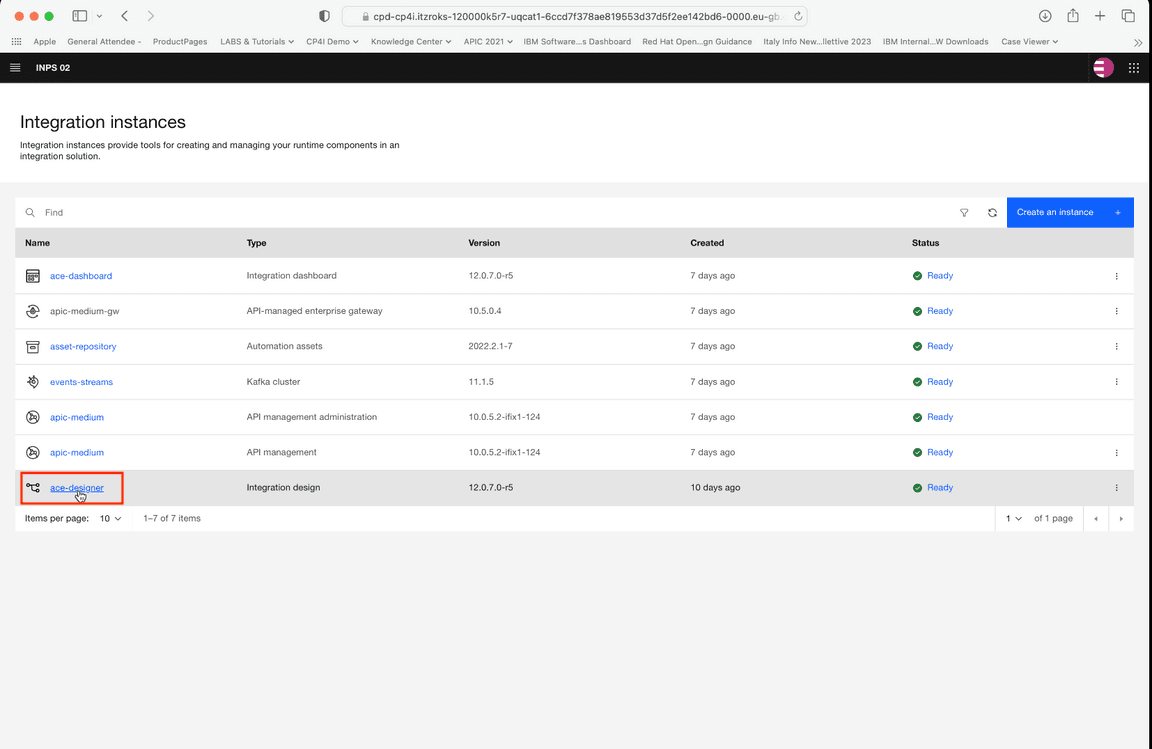 cpd-cp4i.itzroks-120000k5r7-uqcat1-6ccd7f378ae819553d37d5f2ee142bd6-0000.eu-gb.
Apple General Attendee - ProductPages LABS & Tutorials CP4I Demo Knowledge Center APIC 2021 IBM Software...s Dashboard Red Hat Open...gn Guidance Italy Info New...llettive 2023 IBM Internal...W Downloads Case Viewer
INPS 02
Integration instances
Integration instances provide tools for creating and managing your runtime components in an
integration solution.
Find
Create an instance +
Name Type Version Created Status
ace-dashboard Integration dashboard 12.0.7.0-r5 7 days ago Ready
apic-medium-gw API-managed enterprise gateway 10.5.0.4 7 days ago Ready
asset-repository Automation assets 2022.2.1-7 7 days ago Ready
events-streams Kafka cluster 11.1.5 7 days ago Ready
apic-medium API management administration 10.0.5.2-ifix1-124 7 days ago Ready
apic-medium API management 10.0.5.2-ifix1-124 7 days ago Ready
ace-designer Integration design 12.0.7.0-r5 10 days ago Ready
Items per page: 10 1–7 of 7 items 1 of 1 page